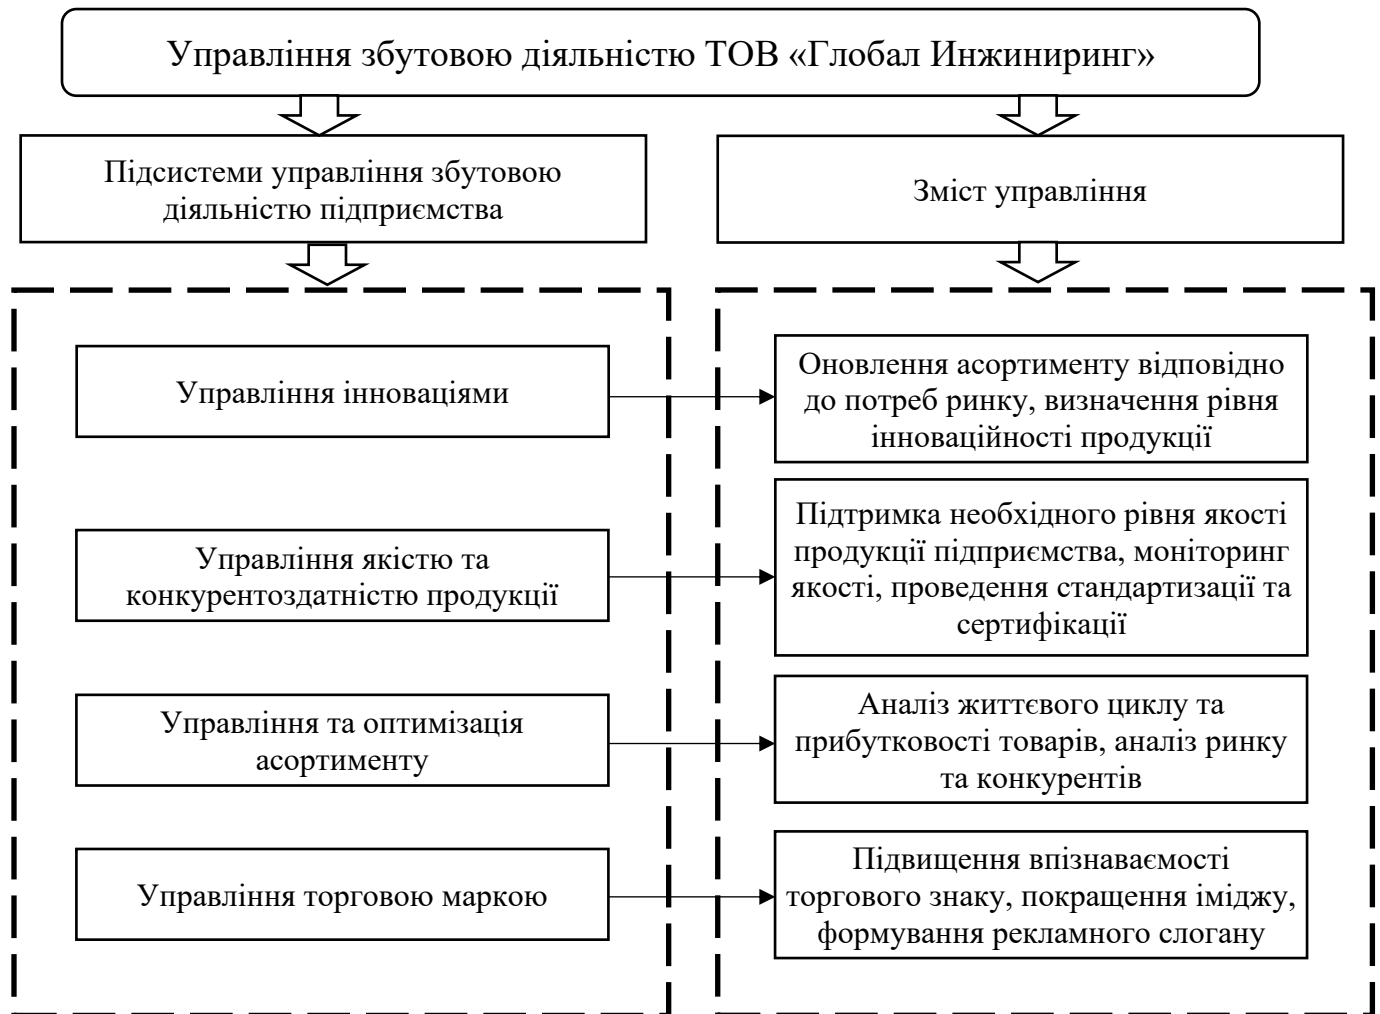 Управління збутовою діяльністю ТОВ «Глобал Инжиниринг»
Підсистеми управління збутовою
діяльністю підприємства
Зміст управління
Управління інноваціями
Оновлення асортименту відповідно
до потреб ринку, визначення рівня
інноваційності продукції
Управління якістю та
конкурентоздатністю продукції
Підтримка необхідного рівня якості
продукції підприємства, моніторинг
якості, проведення стандартизації та
сертифікації
Управління та оптимізація
асортименту
Аналіз життєвого циклу та
прибутковості товарів, аналіз ринку
та конкурентів
Управління торговою маркою
Підвищення впізнаваємості
торгового знаку, покращення іміджу,
формування рекламного слогану